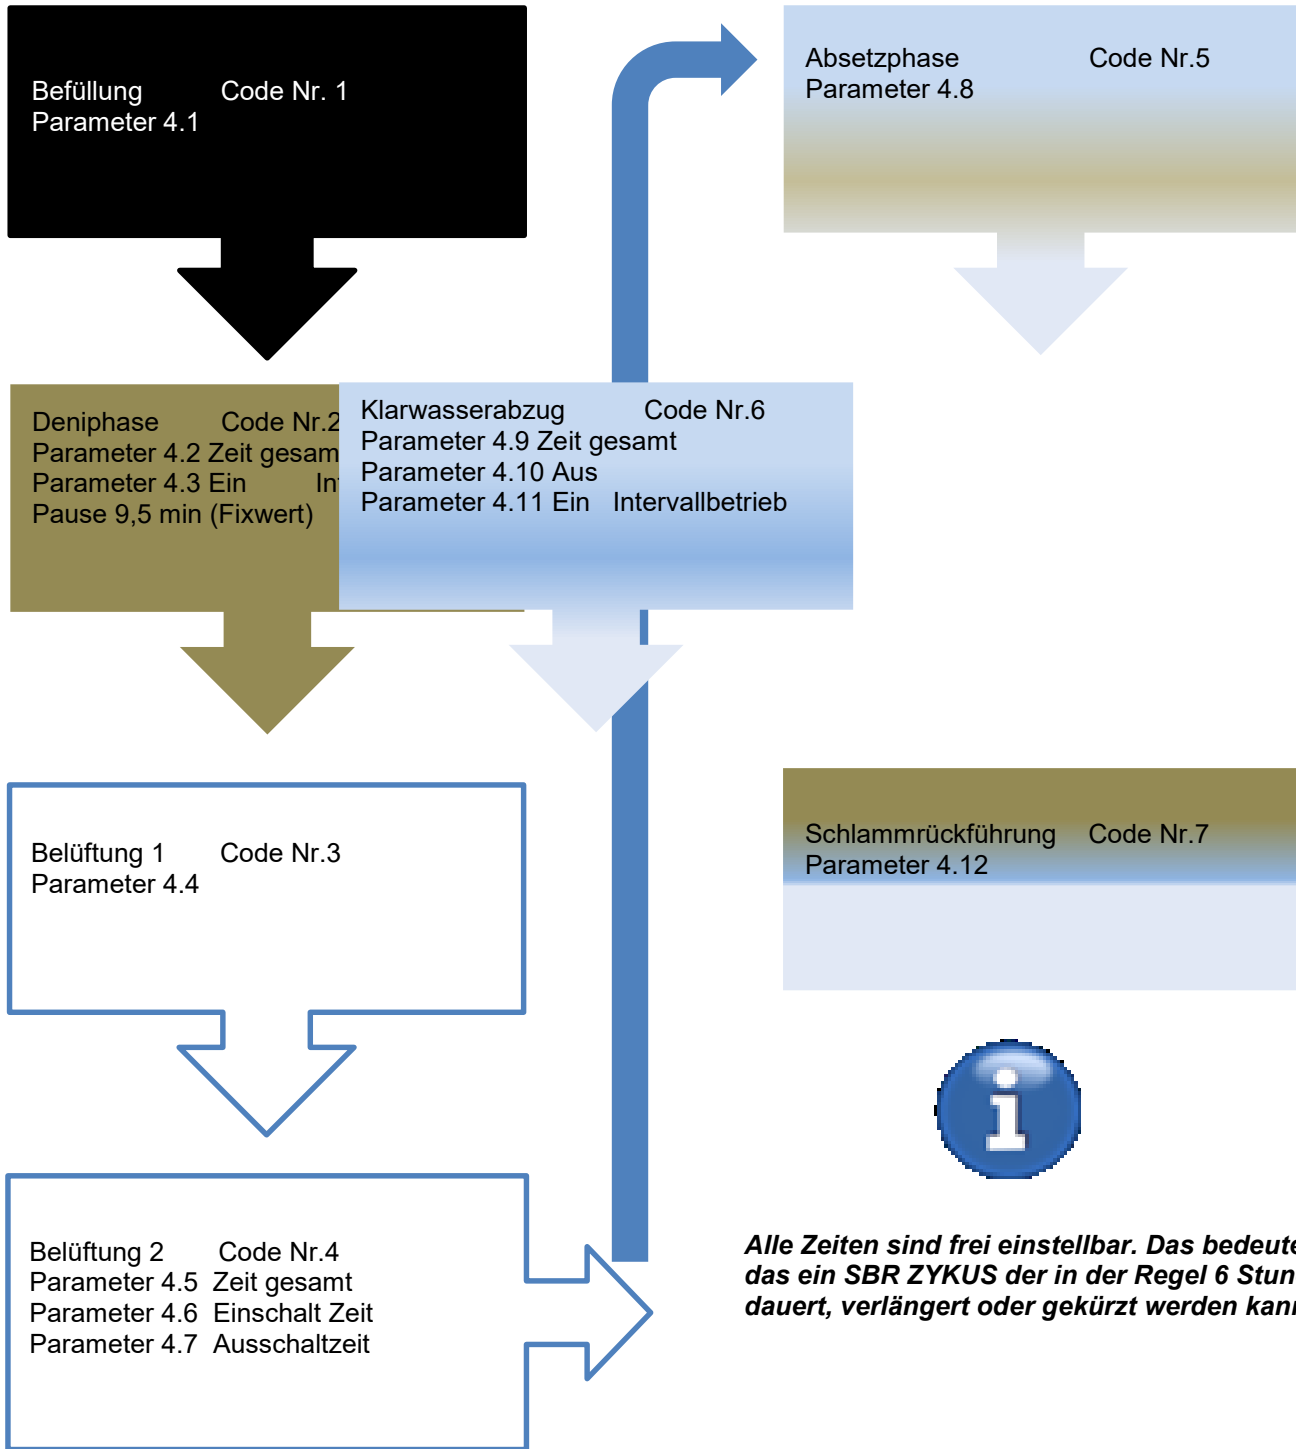 Befüllung Code Nr. 1
Parameter 4.1
Deniphase Code Nr.2
Parameter 4.2 Zeit gesam
Parameter 4.3 Ein
Pause 9,5 min (Fixwert)
Belüftung 1 Code Nr.3
Parameter 4.4
Belüftung 2 Code Nr.4
Parameter 4.5 Zeit gesamt
Parameter 4.6 Einschalt Zeit
Parameter 4.7 Ausschaltzeit
Absetzphase Code Nr.5
Parameter 4.8
Klarwasserabzug Code Nr.6
Parameter 4.9 Zeit gesamt
Parameter 4.10 Aus
Parameter 4.11 Ein Intervallbetrieb
Schlammrückführung Code Nr.7
Parameter 4.12
Alle Zeiten sind frei einstellbar. Das bedeute
das ein SBR ZYKUS der in der Regel 6 Stun
dauert, verlängert oder gekürzt werden kann